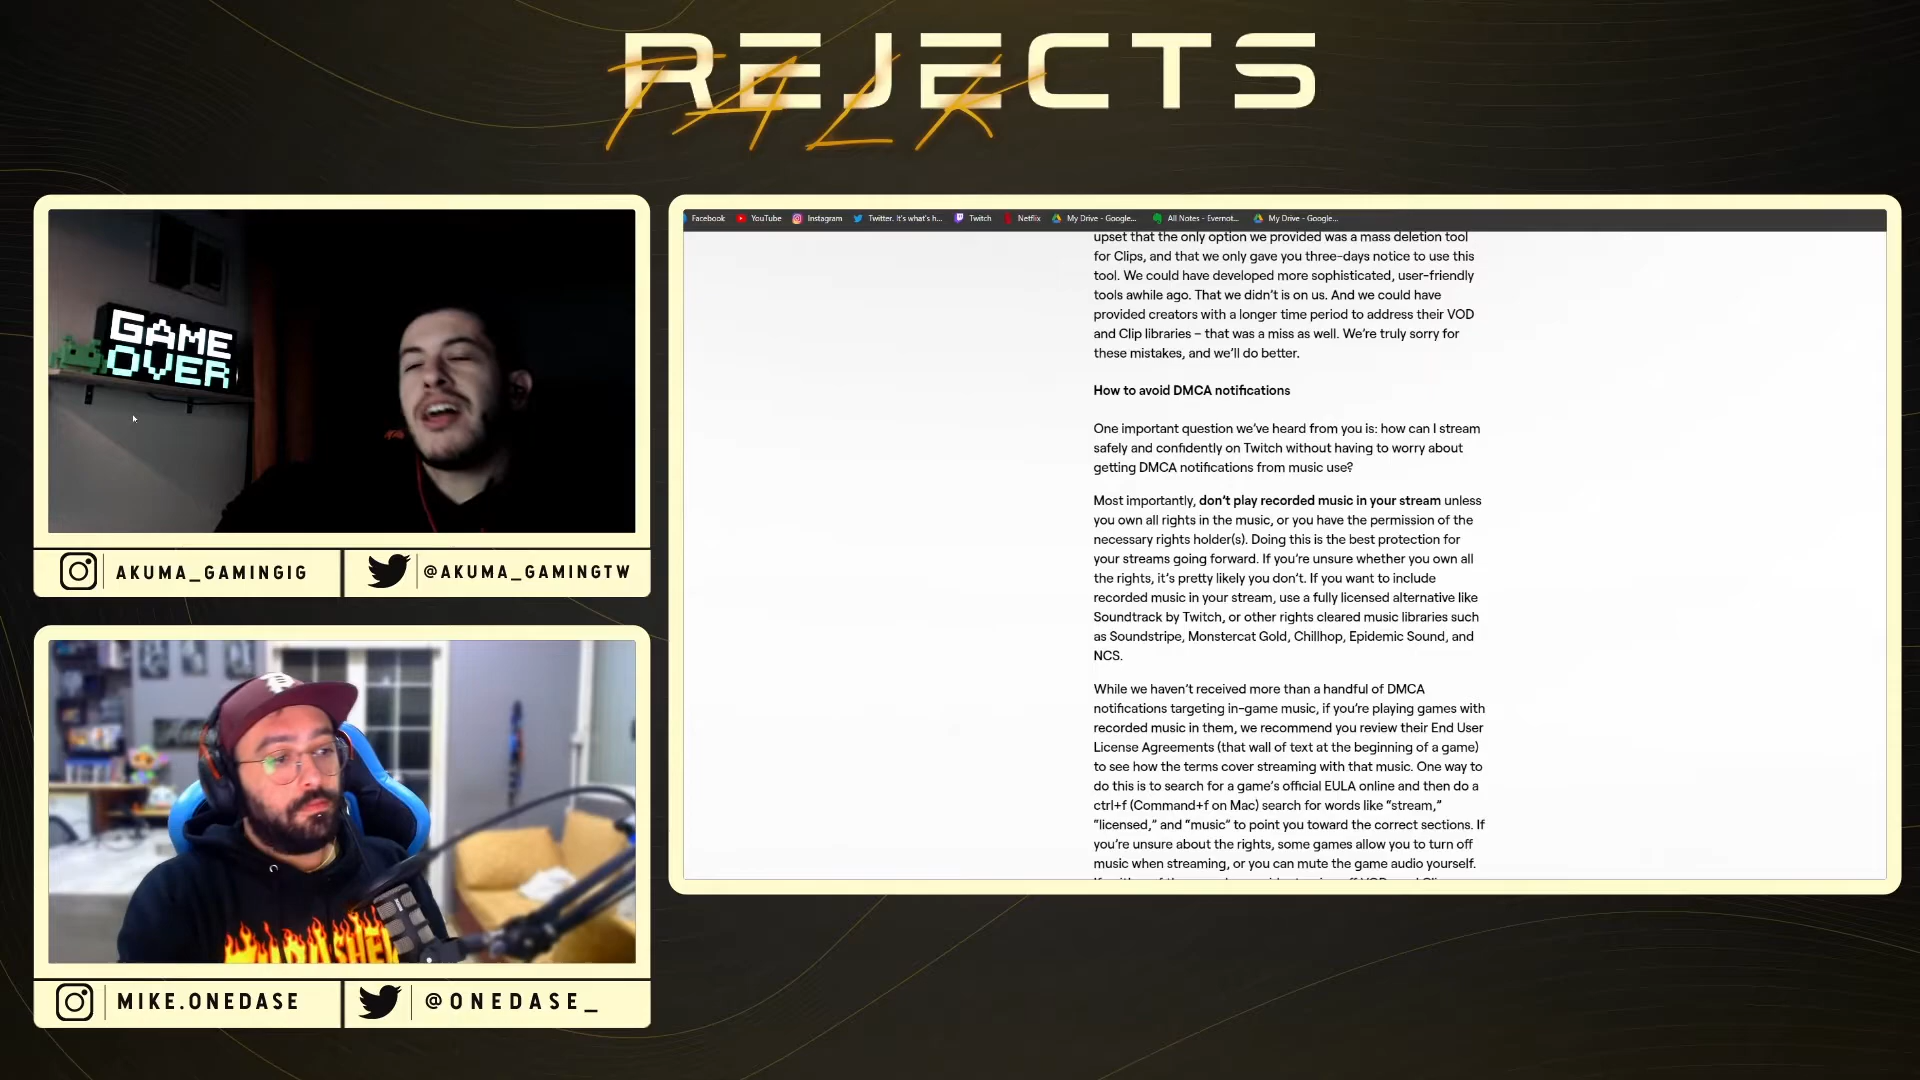 REJECTS
TALK
GAME
OVER
AKUMA_GAMINGIG
@AKUMA_GAMINGTW
MIKE.ONEDASE
@ONEDASE_
Facebook
YouTube
Instagram
Twitter. It's what's h...
Twitch
Netflix
My Drive - Google...
All Notes - Evernot...
My Drive - Google...
upset that the only option we provided was a mass deletion tool
for Clips, and that we only gave you three-days notice to use this
tool. We could have developed more sophisticated, user-friendly
tools awhile ago. That we didn’t is on us. And we could have
provided creators with a longer time period to address their VOD
and Clip libraries – that was a miss as well. We’re truly sorry for
these mistakes, and we’ll do better.
How to avoid DMCA notifications
One important question we’ve heard from you is: how can I stream
safely and confidently on Twitch without having to worry about
getting DMCA notifications from music use?
Most importantly, don’t play recorded music in your stream unless
you own all rights in the music, or you have the permission of the
necessary rights holder(s). Doing this is the best protection for
your streams going forward. If you’re unsure whether you own all
the rights, it’s pretty likely you don’t. If you want to include
recorded music in your stream, use a fully licensed alternative like
Soundtrack by Twitch, or other rights cleared music libraries such
as Soundstripe, Monstercat Gold, Chillhop, Epidemic Sound, and
NCS.
While we haven’t received more than a handful of DMCA
notifications targeting in-game music, if you’re playing games with
recorded music in them, we recommend you review their End User
License Agreements (that wall of text at the beginning of a game)
to see how the terms cover streaming with that music. One way to
do this is to search for a game’s official EULA online and then do a
ctrl+f (Command+f on Mac) search for words like “stream,”
“licensed,” and “music” to point you toward the correct sections. If
you’re unsure about the rights, some games allow you to turn off
music when streaming, or you can mute the game audio yourself.